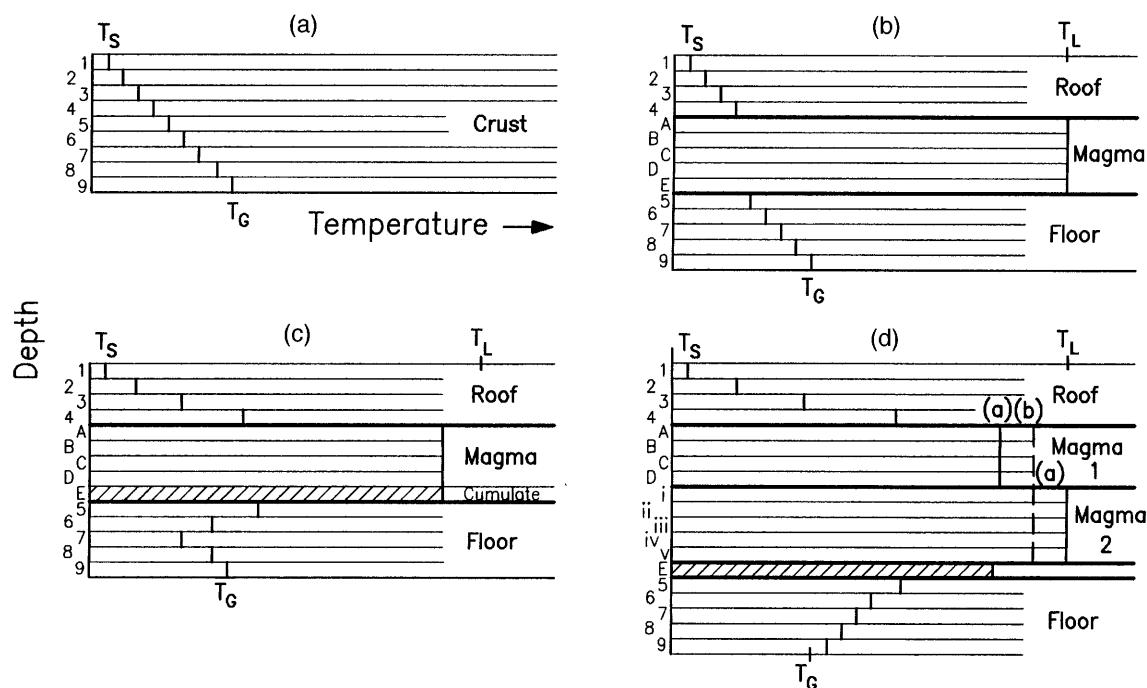 (a)
T_S
1
2
3
4
5
6
7
8
9
Crust
T_G
Temperature →
(b)
T_S
T_L
1
2
3
4
Roof
A
B
C
D
E
Magma
5
6
7
8
9
Floor
T_G
Depth
(c)
T_S
T_L
1
2
3
4
Roof
A
B
C
D
Magma
E
Cumulate
5
6
7
8
9
Floor
T_G
(d)
T_S
T_L
1
2
3
4
Roof
(a) (b)
A
B
C
D
Magma
1
(a)
i
ii
iii
iv
v
Magma
2
E
5
6
7
8
9
Floor
T_G